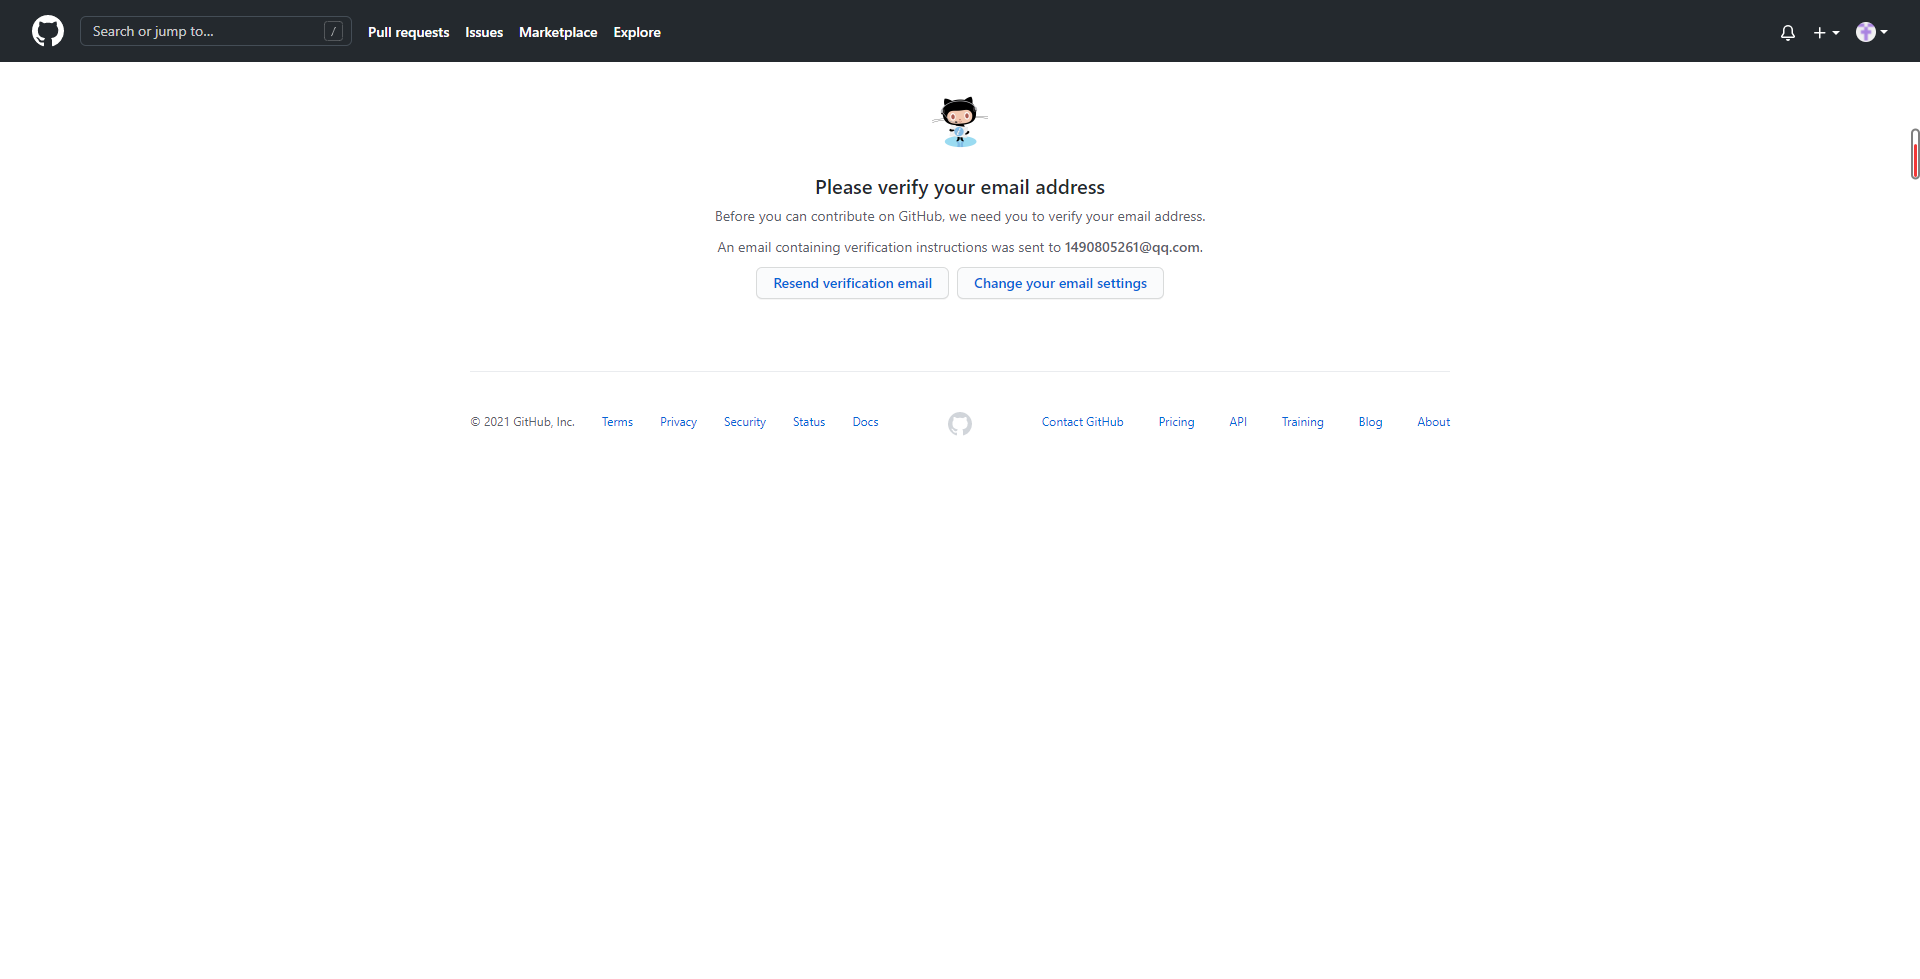 Search or jump to... /
Pull requests Issues Marketplace Explore
Please verify your email address
Before you can contribute on GitHub, we need you to verify your email address.
An email containing verification instructions was sent to 1490805261@qq.com.
Resend verification email Change your email settings
© 2021 GitHub, Inc. Terms Privacy Security Status Docs Contact GitHub Pricing API Training Blog About